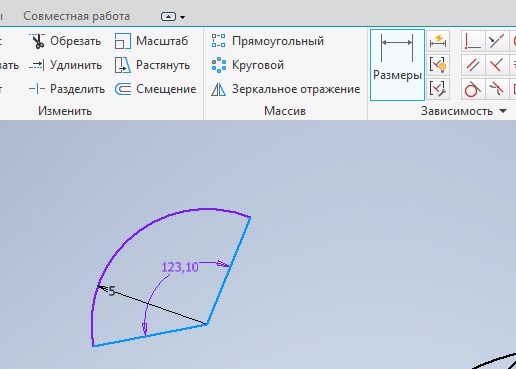 ы Совместная работа
с Обрезать Масштаб Прямоугольный
вать Удлинить Растянуть Круговой Размеры
т Разделить Смещение Зеркальное отражение
Изменить Массив Зависимость
123,10
5